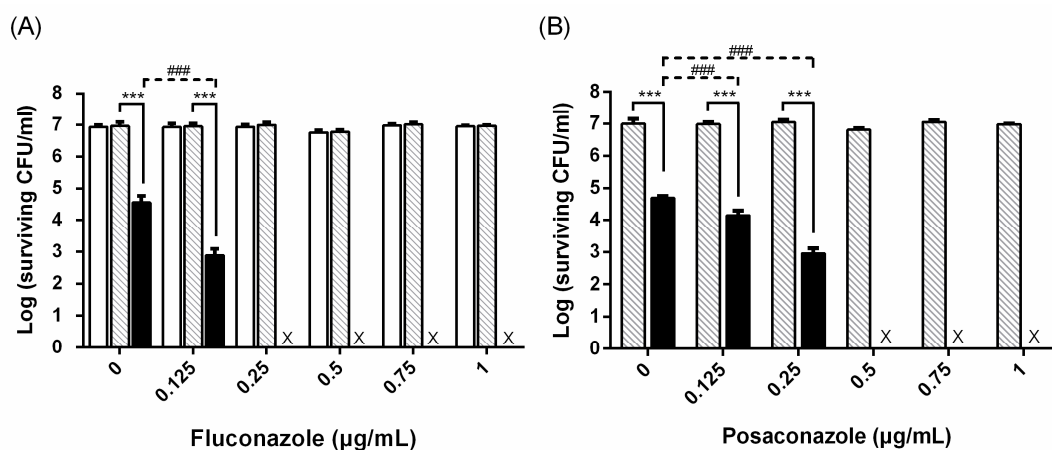 (A)
###
*** ***
8
7
6
5
4
3
2
1
0
Log (surviving CFU/ml)
X X X X
0 0.125 0.25 0.5 0.75 1
Fluconazole (µg/mL)
(B)
###
###
*** *** ***
8
7
6
5
4
3
2
1
0
Log (surviving CFU/ml)
X X X
0 0.125 0.25 0.5 0.75 1
Posaconazole (µg/mL)